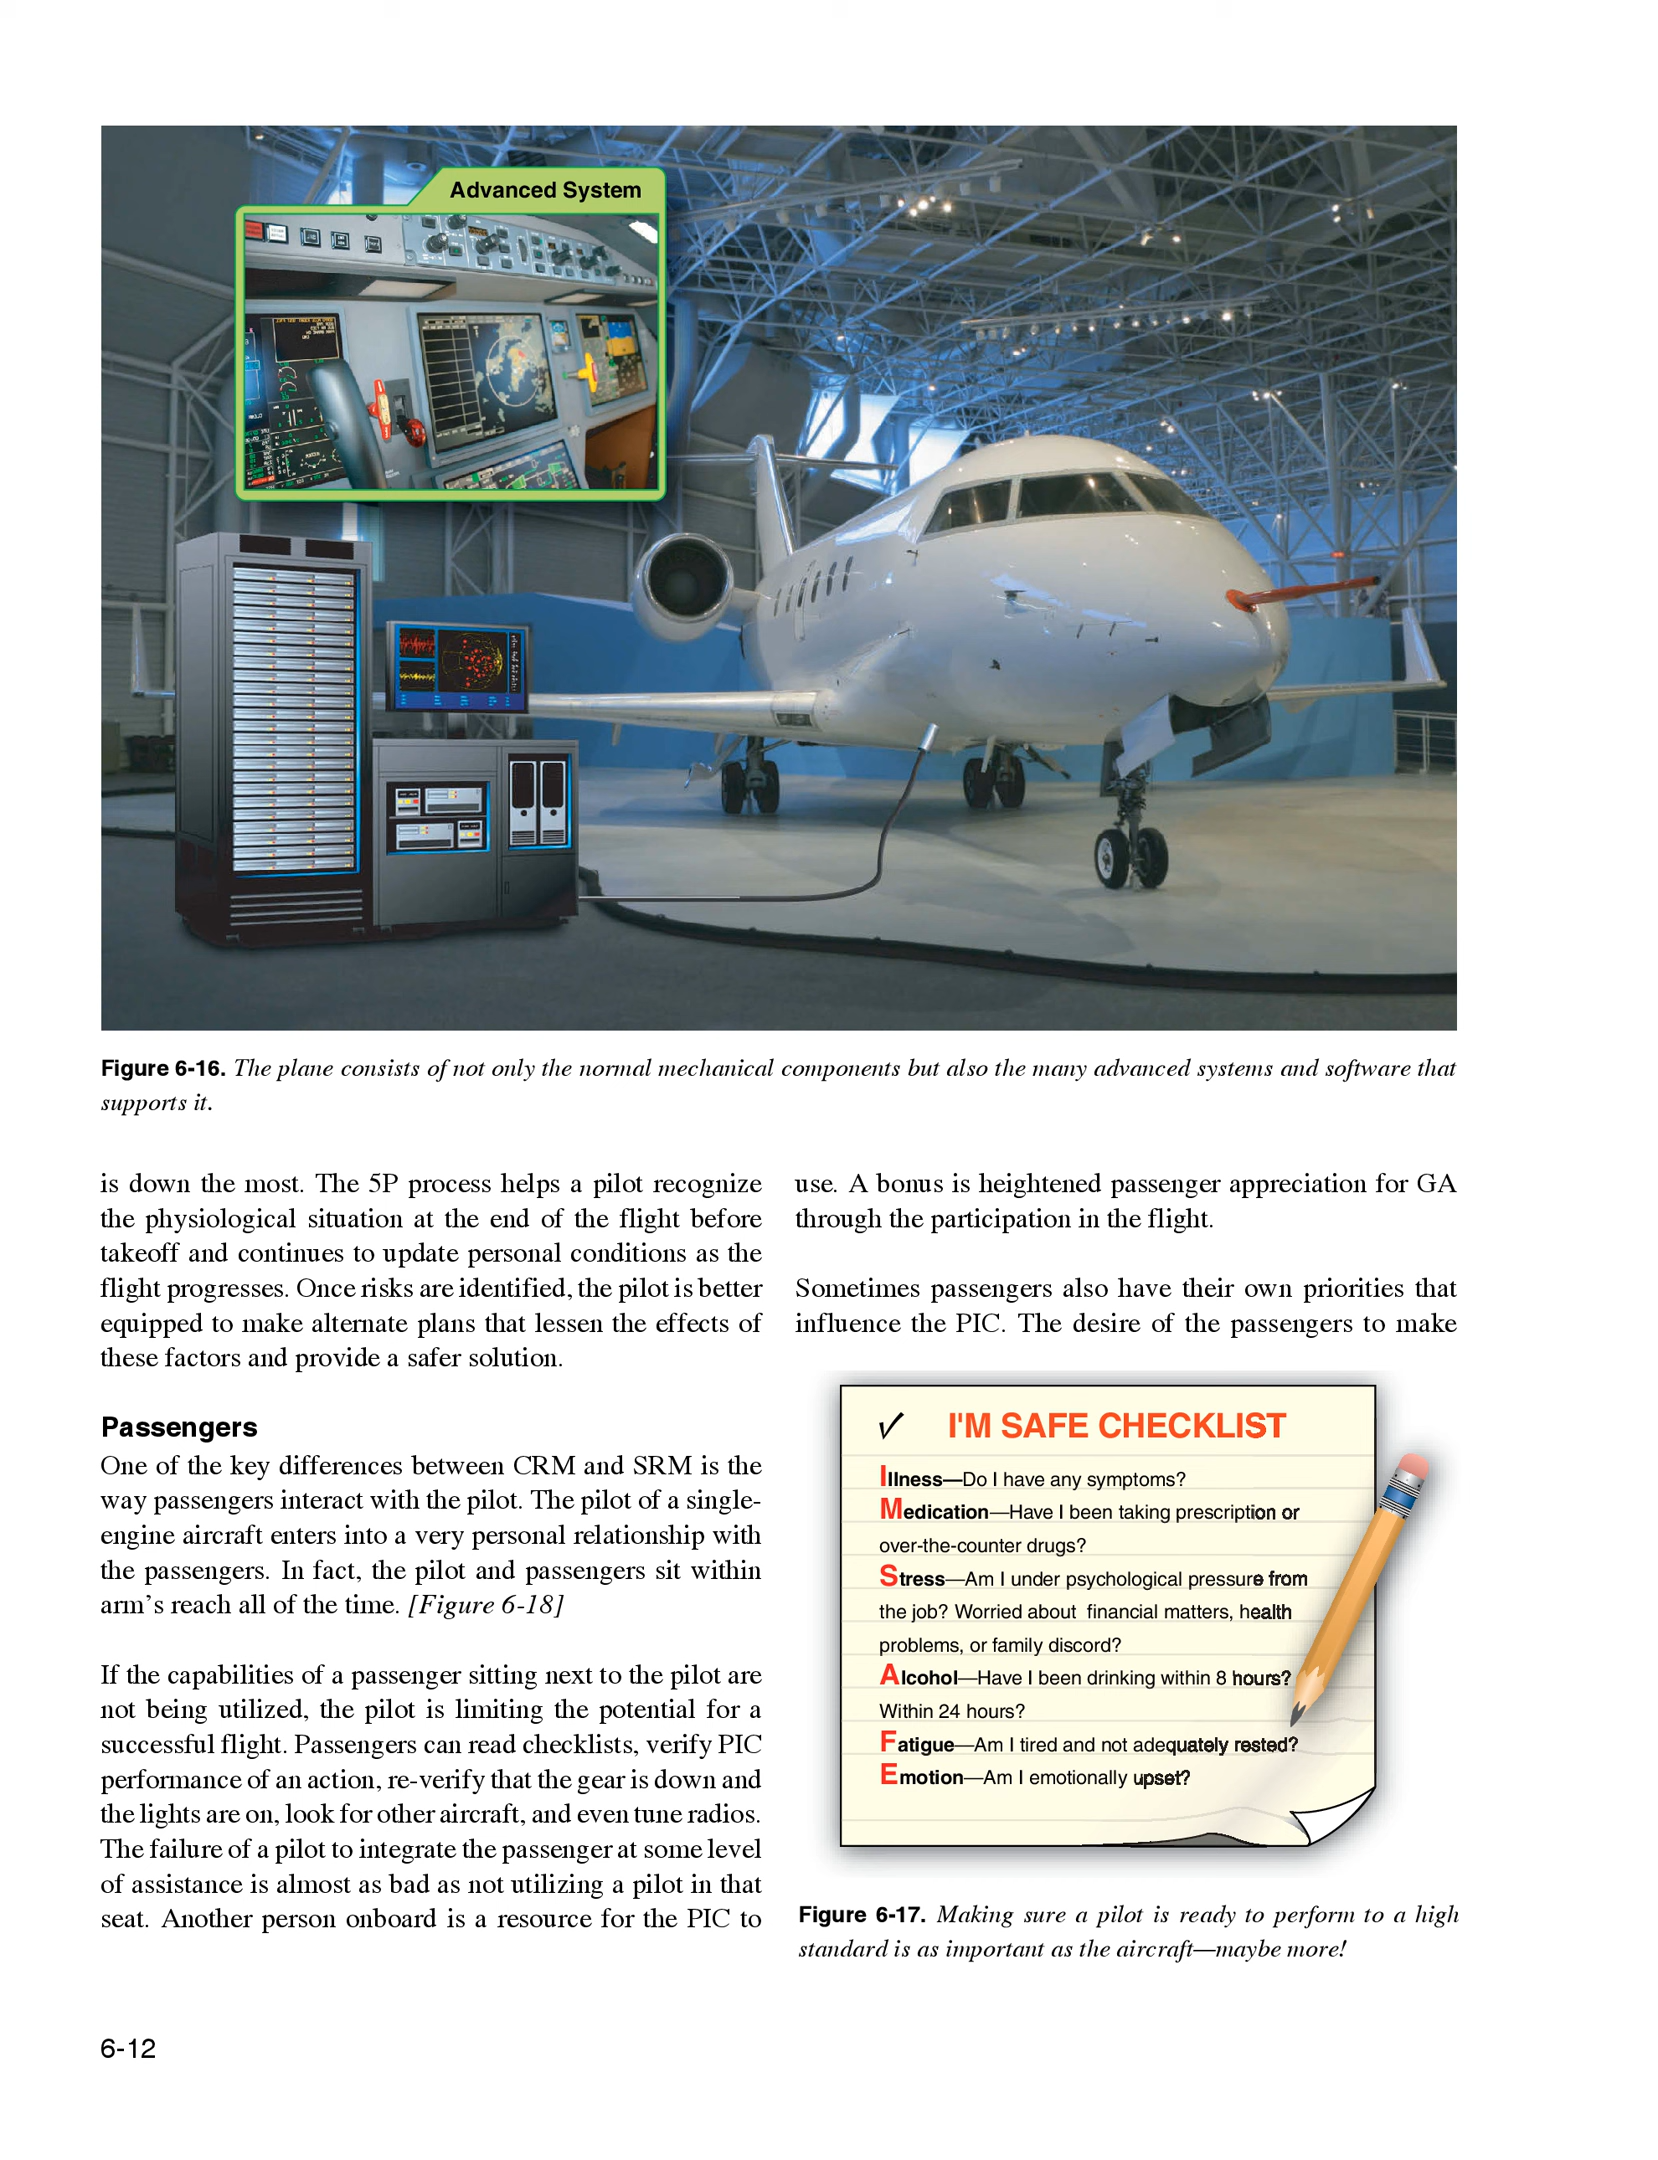 Advanced System
Figure 6-16. The plane consists of not only the normal mechanical components but also the many advanced systems and software that
supports it.
is down the most. The 5P process helps a pilot recognize
the physiological situation at the end of the flight before
takeoff and continues to update personal conditions as the
flight progresses. Once risks are identified, the pilot is better
equipped to make alternate plans that lessen the effects of
these factors and provide a safer solution.
Passengers
One of the key differences between CRM and SRM is the
way passengers interact with the pilot. The pilot of a single-
engine aircraft enters into a very personal relationship with
the passengers. In fact, the pilot and passengers sit within
arm's reach all of the time. [Figure 6-18]
If the capabilities of a passenger sitting next to the pilot are
not being utilized, the pilot is limiting the potential for a
successful flight. Passengers can read checklists, verify PIC
performance of an action, re-verify that the gear is down and
the lights are on, look for other aircraft, and even tune radios.
The failure of a pilot to integrate the passenger at some level
of assistance is almost as bad as not utilizing a pilot in that
seat. Another person onboard is a resource for the PIC to
use. A bonus is heightened passenger appreciation for GA
through the participation in the flight.
Sometimes passengers also have their own priorities that
influence the PIC. The desire of the passengers to make
I'M SAFE CHECKLIST
Illness—Do I have any symptoms?
Medication—Have I been taking prescription or
over-the-counter drugs?
Stress—Am I under psychological pressure from
the job? Worried about financial matters, health
problems, or family discord?
Alcohol—Have I been drinking within 8 hours?
Within 24 hours?
Fatigue—Am I tired and not adequately rested?
Emotion—Am I emotionally upset?
Figure 6-17. Making sure a pilot is ready to perform to a high
standard is as important as the aircraft—maybe more!
6-12